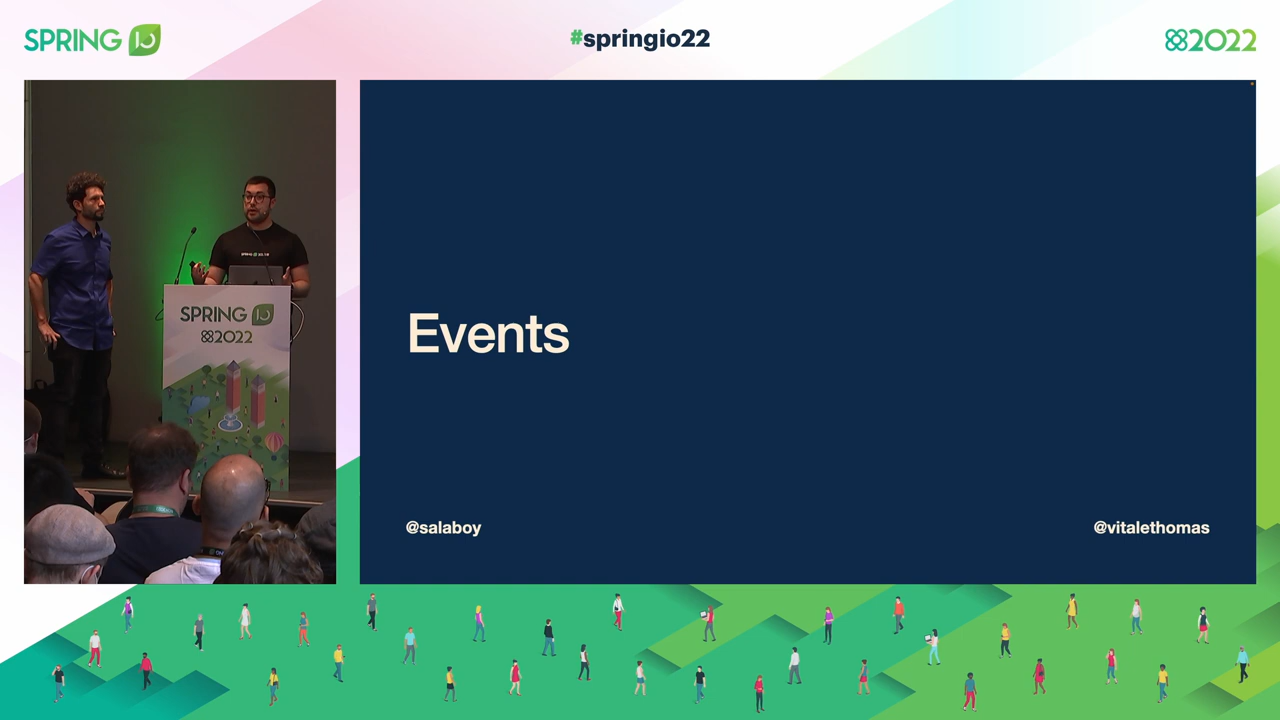 SPRING IO
#springio22
2022
SPRING IO
2022
Events
@salaboy
@vitalethomas